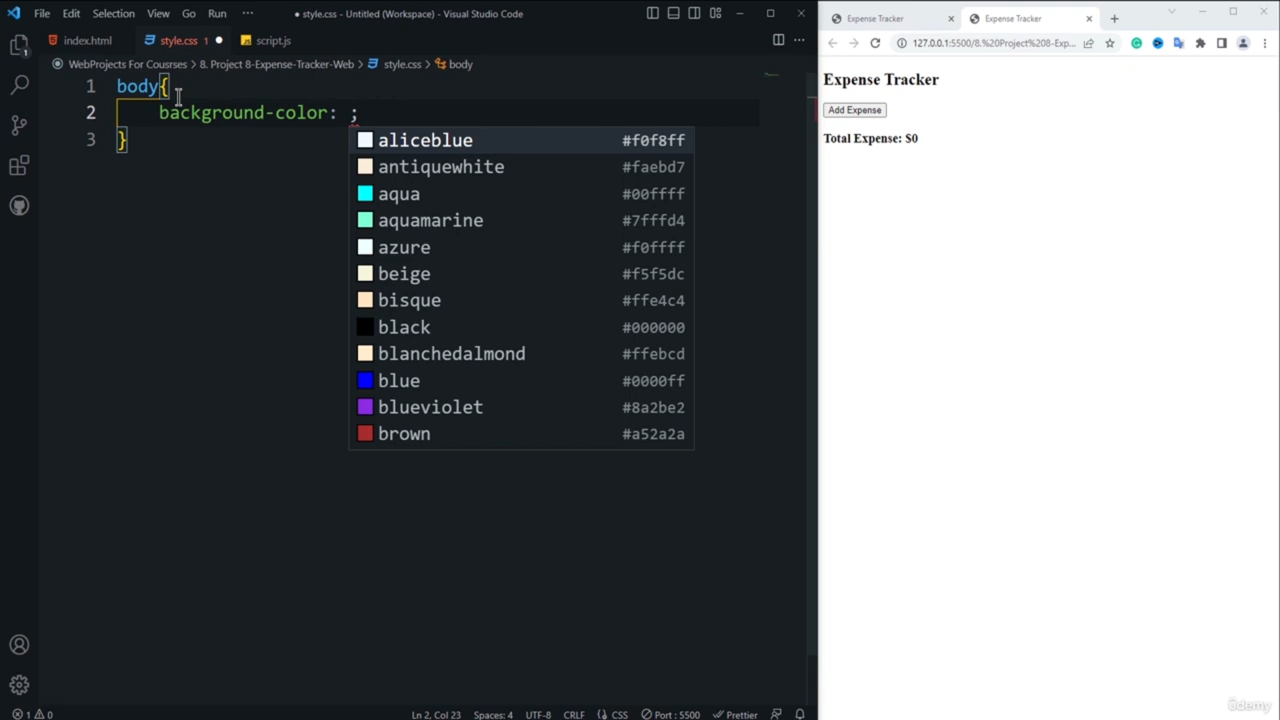 File Edit Selection View Go Run ··· ● style.css - Untitled (Workspace) - Visual Studio Code
index.html style.css 1 ● script.js
WebProjects For Coursres > 8. Project 8-Expense-Tracker-Web > style.css > body
1 body{
2 background-color: ;
3 }
aliceblue #f0f8ff
antiquewhite #faebd7
aqua #00ffff
aquamarine #7fffd4
azure #f0ffff
beige #f5f5dc
bisque #ffe4c4
black #000000
blanchedalmond #ffebcd
blue #0000ff
blueviolet #8a2be2
brown #a52a2a
1 0 Ln 2, Col 23 Spaces: 4 UTF-8 CRLF {} CSS Port : 5500 Prettier
Expense Tracker Expense Tracker
127.0.0.1:5500/8.%20Project%208-Exp...
Expense Tracker
Add Expense
Total Expense: $0
ûdemy